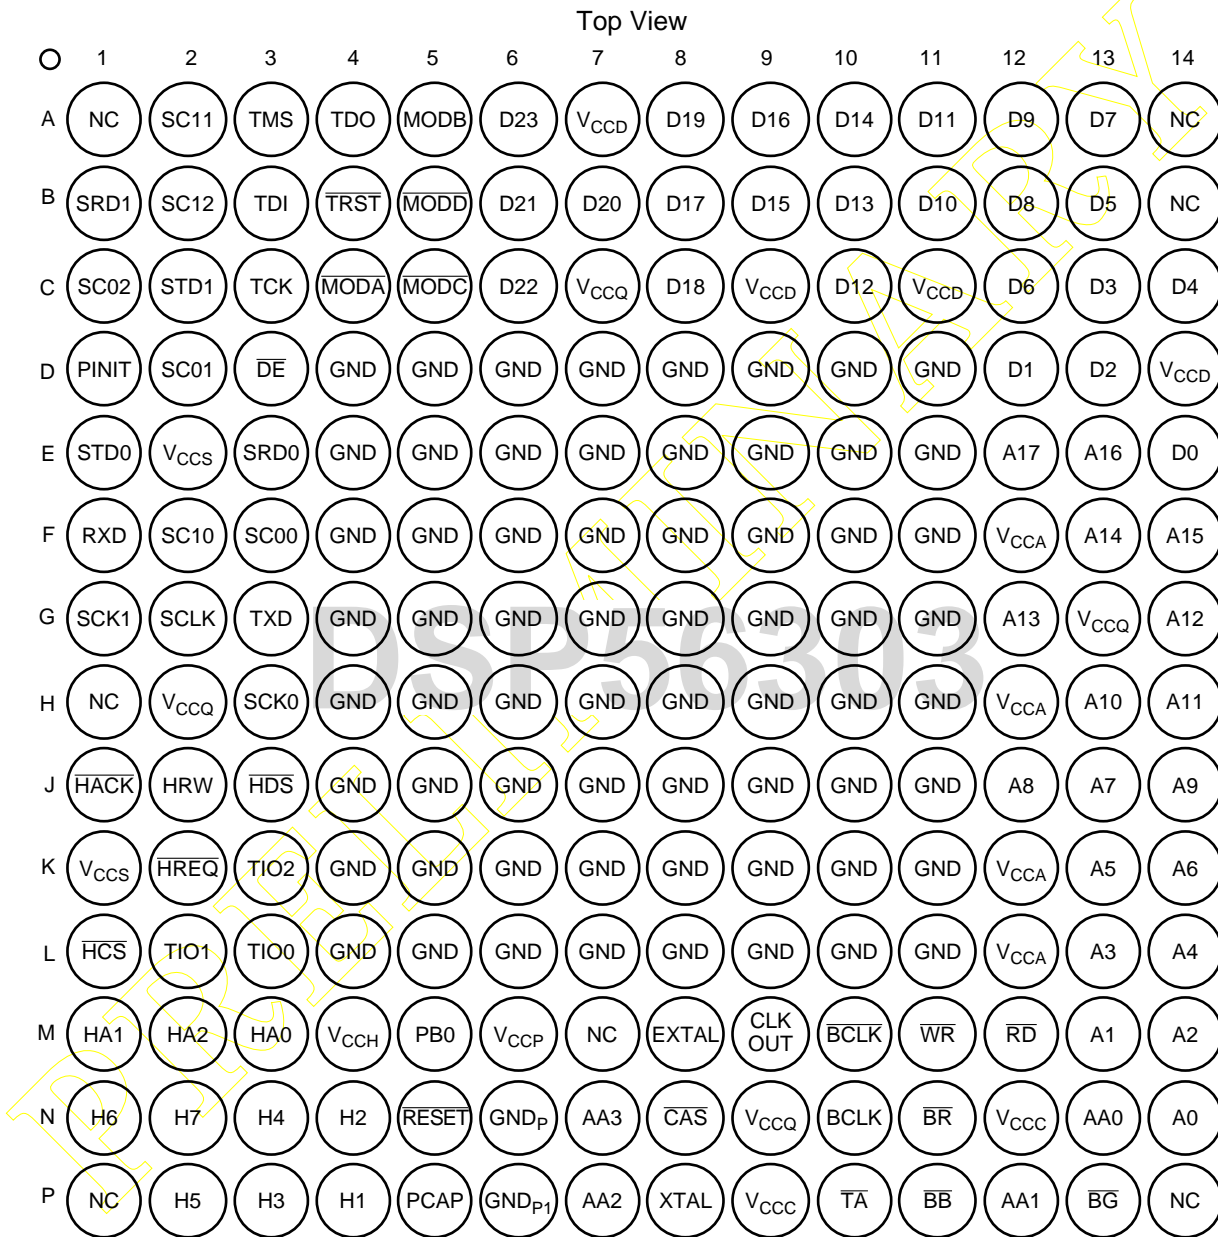 Top View
1 2 3 4 5 6 7 8 9 10 11 12 13 14
A NC SC11 TMS TDO MODB D23 VCCD D19 D16 D14 D11 D9 D7 NC
B SRD1 SC12 TDI TRST MODD D21 D20 D17 D15 D13 D10 D8 D5 NC
C SC02 STD1 TCK MODA MODC D22 VCCQ D18 VCCD D12 VCCD D6 D3 D4
D PINIT SC01 DE GND GND GND GND GND GND GND GND D1 D2 VCCD
E STD0 VCCS SRD0 GND GND GND GND GND GND GND GND A17 A16 D0
F RXD SC10 SC00 GND GND GND GND GND GND GND GND VCCA A14 A15
G SCK1 SCLK TXD GND GND GND GND GND GND GND GND A13 VCCQ A12
DSP56303
H NC VCCQ SCK0 GND GND GND GND GND GND GND GND VCCA A10 A11
J HACK HRW HDS GND GND GND GND GND GND GND GND A8 A7 A9
K VCCS HREQ TIO2 GND GND GND GND GND GND GND GND VCCA A5 A6
L HCS TIO1 TIO0 GND GND GND GND GND GND GND GND VCCA A3 A4
M HA1 HA2 HA0 VCCH PB0 VCCP NC EXTAL CLK OUT BCLK WR RD A1 A2
N H6 H7 H4 H2 RESET GNDP AA3 CAS VCCQ BCLK BR VCCC AA0 A0
P NC H5 H3 H1 PCAP GNDP1 AA2 XTAL VCCC TA BB AA1 BG NC
PRELIMINARY